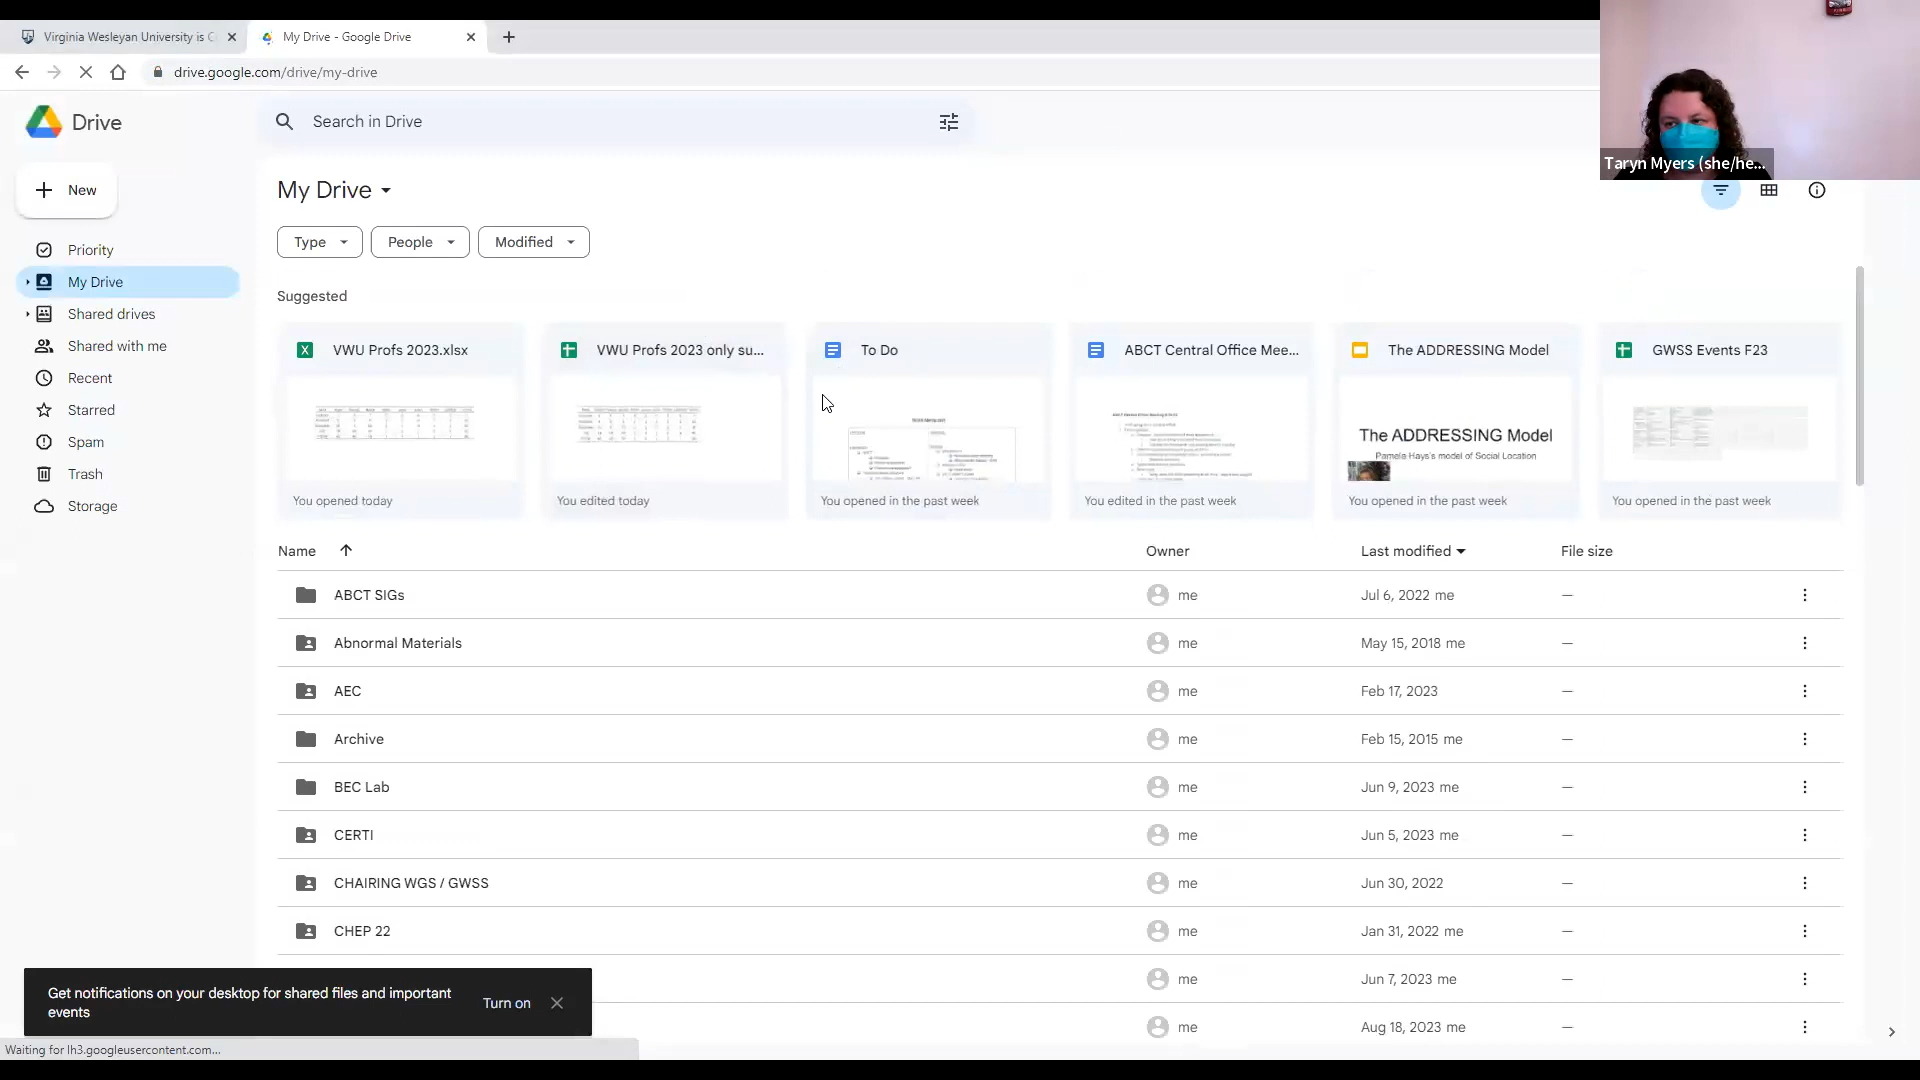 Virginia Wesleyan University is
My Drive - Google Drive
drive.google.com/drive/my-drive
Drive
Search in Drive
Taryn Myers (she/he...
New
My Drive
Type
People
Modified
Priority
My Drive
Shared drives
Shared with me
Recent
Starred
Spam
Trash
Storage
Suggested
VWU Profs 2023.xlsx
You opened today
VWU Profs 2023 only su...
You edited today
To Do
You opened in the past week
ABCT Central Office Mee...
You edited in the past week
The ADDRESSING Model
The ADDRESSING Model
Pamela Hays's model of Social Location
You opened in the past week
GWSS Events F23
You opened in the past week
Name Owner Last modified File size
ABCT SIGs me Jul 6, 2022 me —
Abnormal Materials me May 15, 2018 me —
AEC me Feb 17, 2023 —
Archive me Feb 15, 2015 me —
BEC Lab me Jun 9, 2023 me —
CERTI me Jun 5, 2023 me —
CHAIRING WGS / GWSS me Jun 30, 2022 —
CHEP 22 me Jan 31, 2022 me —
me Jun 7, 2023 me —
me Aug 18, 2023 me —
Get notifications on your desktop for shared files and important
events
Turn on
Waiting for lh3.googleusercontent.com...